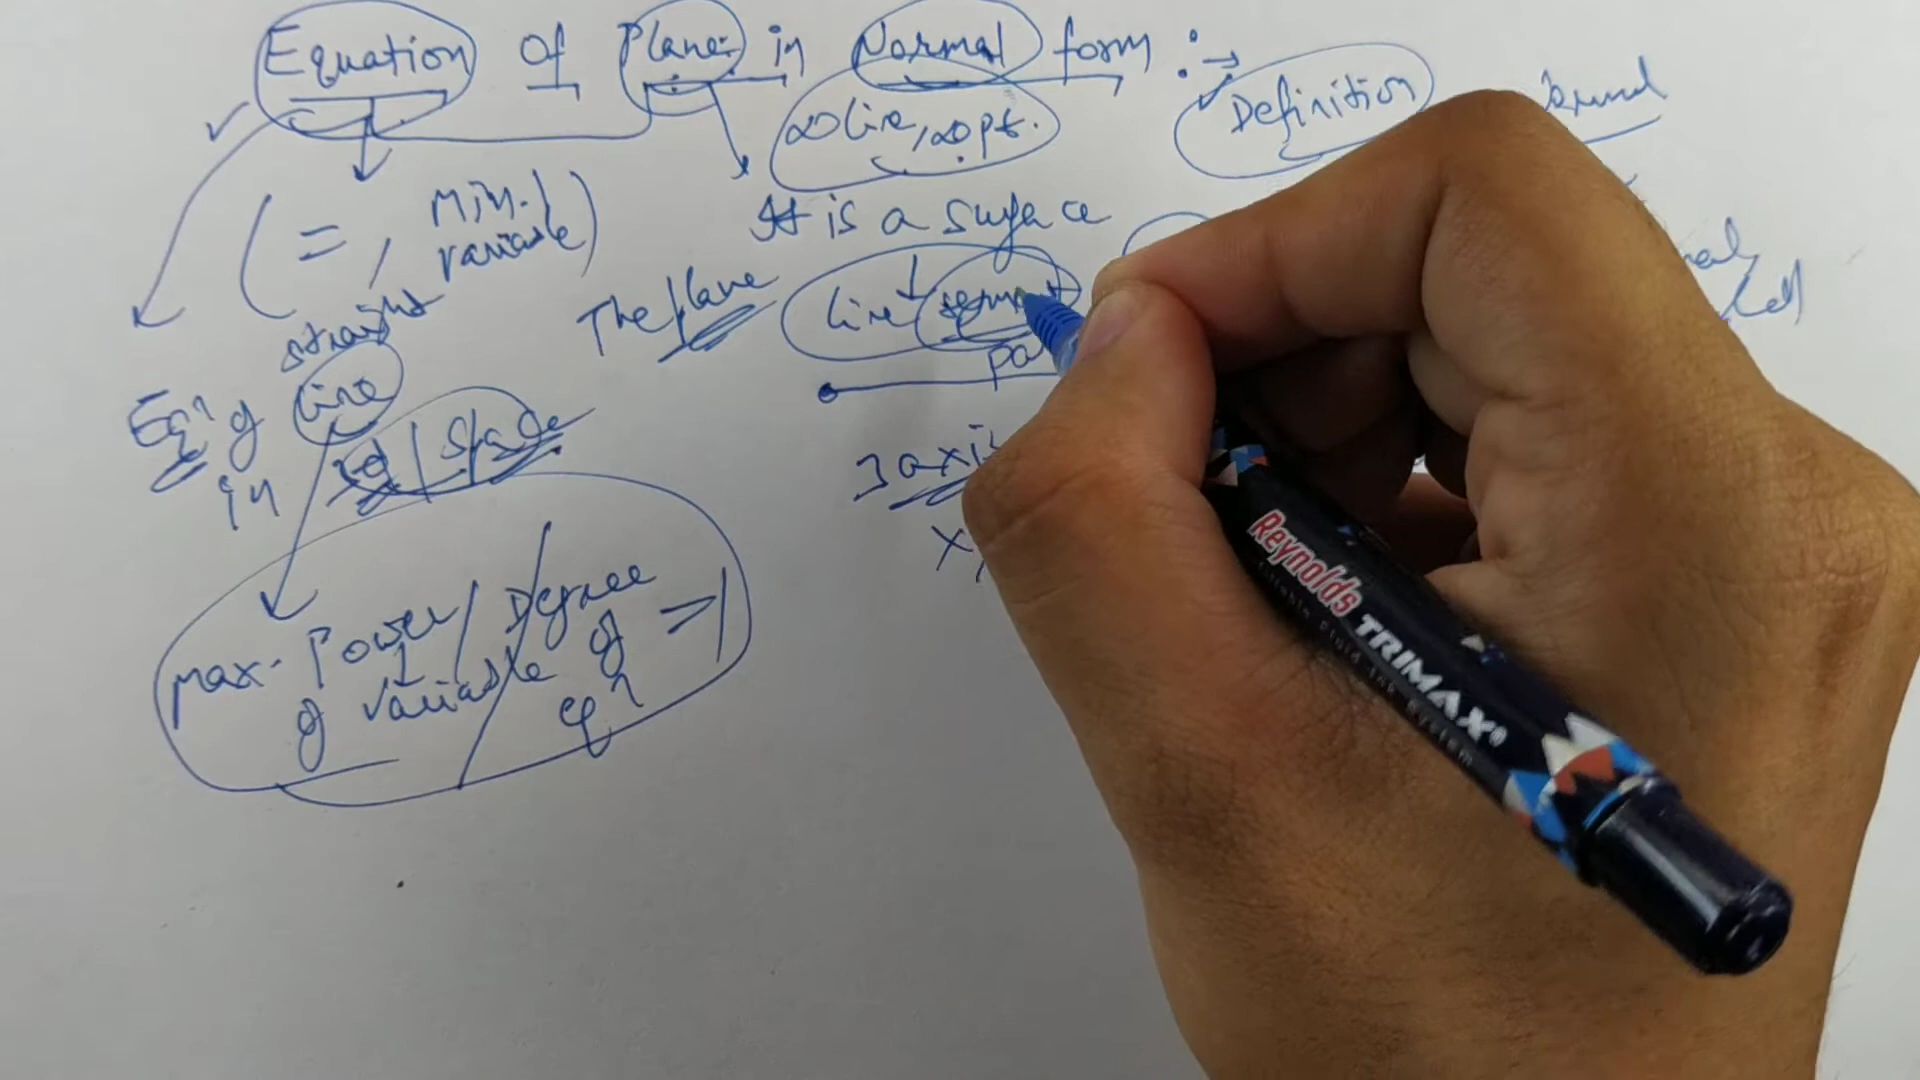 Equation Of Plane in Normal form :→
∞ line, ∞ pt.
Definition
(=, Min. 1
variable)
It is a surface
The plane
line segment
straight
Eqn of line
in | Space
3 axis
x,
max. Power/Degree
of variable of = 1
eqn
Reynolds TRIMAX®